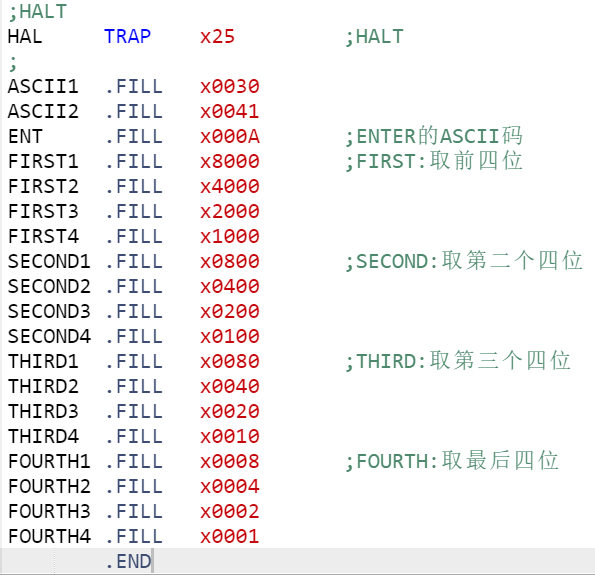 ;HALT
HAL TRAP x25 ;HALT
;
ASCII1 .FILL x0030
ASCII2 .FILL x0041
ENT .FILL x000A ;ENTER的ASCII码
FIRST1 .FILL x8000 ;FIRST:取前四位
FIRST2 .FILL x4000
FIRST3 .FILL x2000
FIRST4 .FILL x1000
SECOND1 .FILL x0800 ;SECOND:取第二个四位
SECOND2 .FILL x0400
SECOND3 .FILL x0200
SECOND4 .FILL x0100
THIRD1 .FILL x0080 ;THIRD:取第三个四位
THIRD2 .FILL x0040
THIRD3 .FILL x0020
THIRD4 .FILL x0010
FOURTH1 .FILL x0008 ;FOURTH:取最后四位
FOURTH2 .FILL x0004
FOURTH3 .FILL x0002
FOURTH4 .FILL x0001
.END